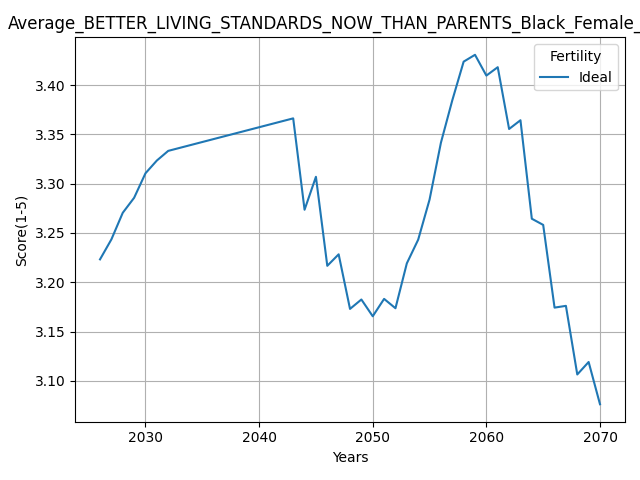 Average_BETTER_LIVING_STANDARDS_NOW_THAN_PARENTS_Black_Female_
Fertility
Ideal
3.40
3.35
3.30
3.25
3.20
3.15
3.10
Score(1-5)
2030 2040 2050 2060 2070
Years